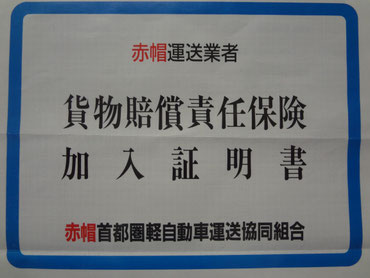 赤帽運送業者
貨物賠償責任保険
加入証明書
赤帽首都圏軽自動車運送協同組合